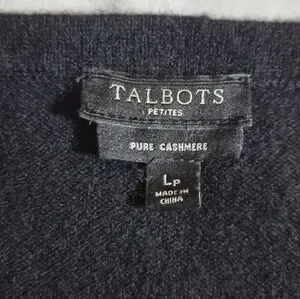 TALBOTS
PETITES
PURE CASHMERE
LP
MADE IN
CHINA